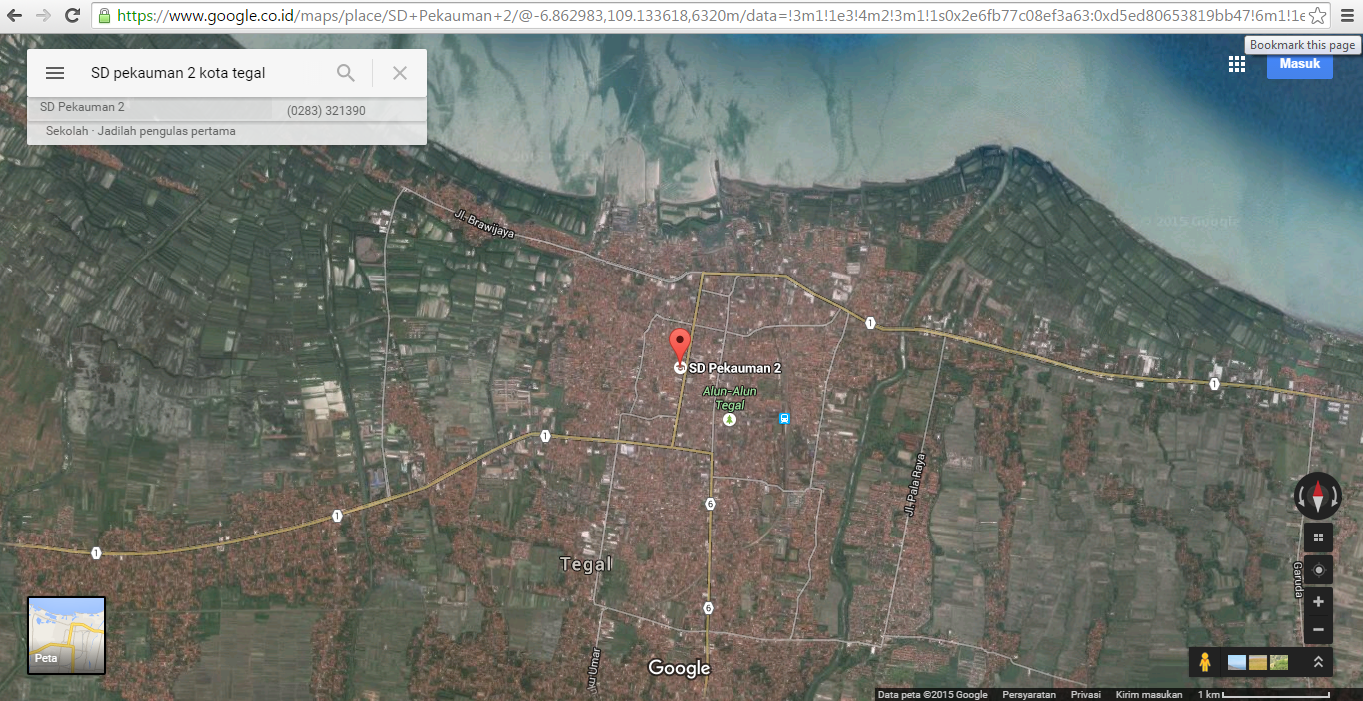 https://www.google.co.id/maps/place/SD+Pekauman+2/@-6.862983,109.133618,6320m/data=!3m1!1e3!4m2!3m1!1s0x2e6fb77c08ef3a63:0xd5ed80653819bb47!6m1!1e
Bookmark this page
SD pekauman 2 kota tegal
Masuk
SD Pekauman 2
(0283) 321390
Sekolah · Jadilah pengulas pertama
© 2015 Google
Jl. Brawijaya
1
SD Pekauman 2
1
Alun-Alun
Tegal
1
Jl. Pala Raya
6
1
1
Tegal
Garuda
6
Peta
Umar
Google
Data peta ©2015 Google
Persyaratan
Privasi
Kirim masukan
1 km